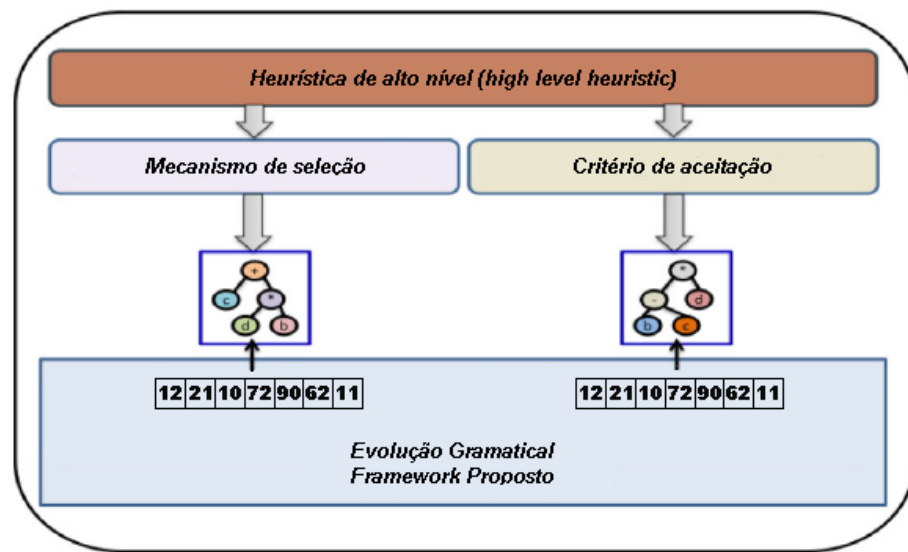 Heurística de alto nível (high level heuristic)
Mecanismo de seleção
Critério de aceitação
+
c
*
d
b
*
-
d
b
c
12 21 10 72 90 62 11
12 21 10 72 90 62 11
Evolução Gramatical
Framework Proposto